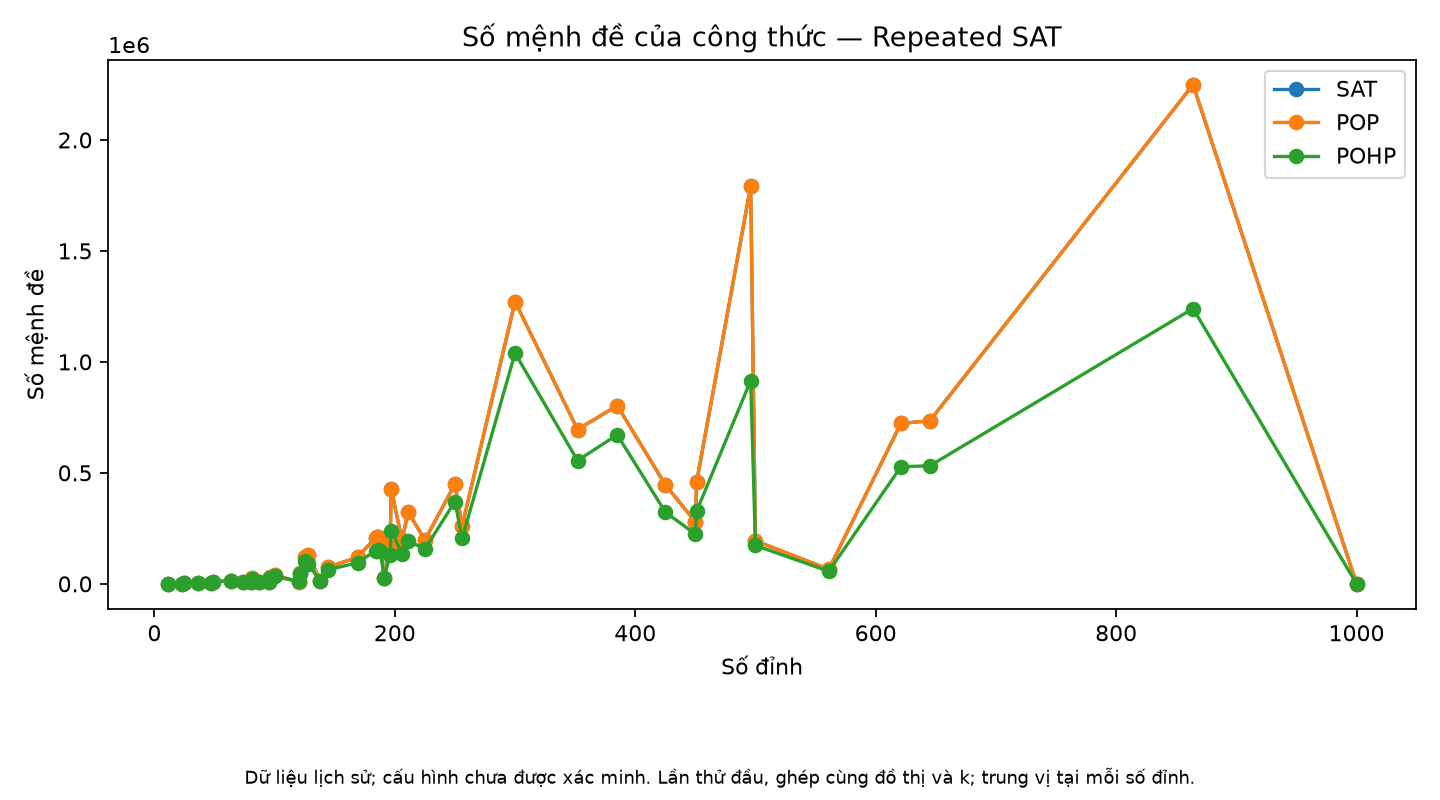 Số mệnh đề của công thức — Repeated SAT
1e6
SAT
POP
POHP
Số mệnh đề
2.0
1.5
1.0
0.5
0.0
0 200 400 600 800 1000
Số đỉnh
Dữ liệu lịch sử; cấu hình chưa được xác minh. Lần thử đầu, ghép cùng đồ thị và k; trung vị tại mỗi số đỉnh.